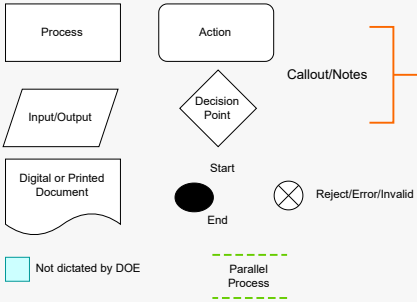 Process
Action
Callout/Notes
Input/Output
Decision
Point
Digital or Printed
Document
Start
End
Reject/Error/Invalid
Not dictated by DOE
Parallel
Process